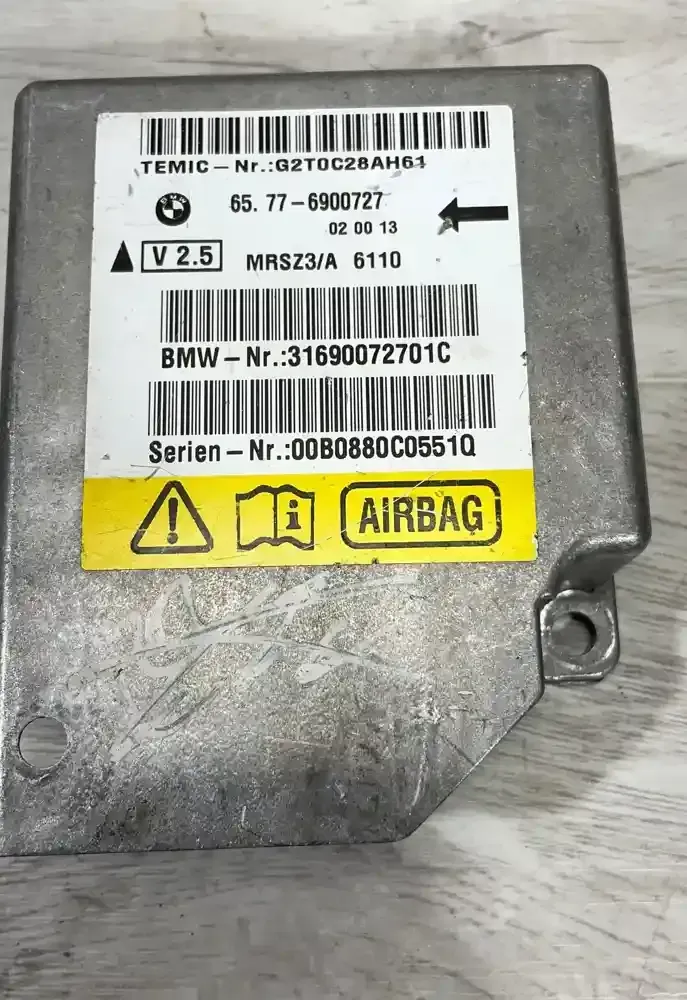 TEMIC-Nr.:G2T0C28AH61
BMW
65. 77-6900727
02 00 13
V 2.5
MRSZ3/A 6110
BMW-Nr.:31690072701C
Serien-Nr.:00B0880C0551Q
AIRBAG